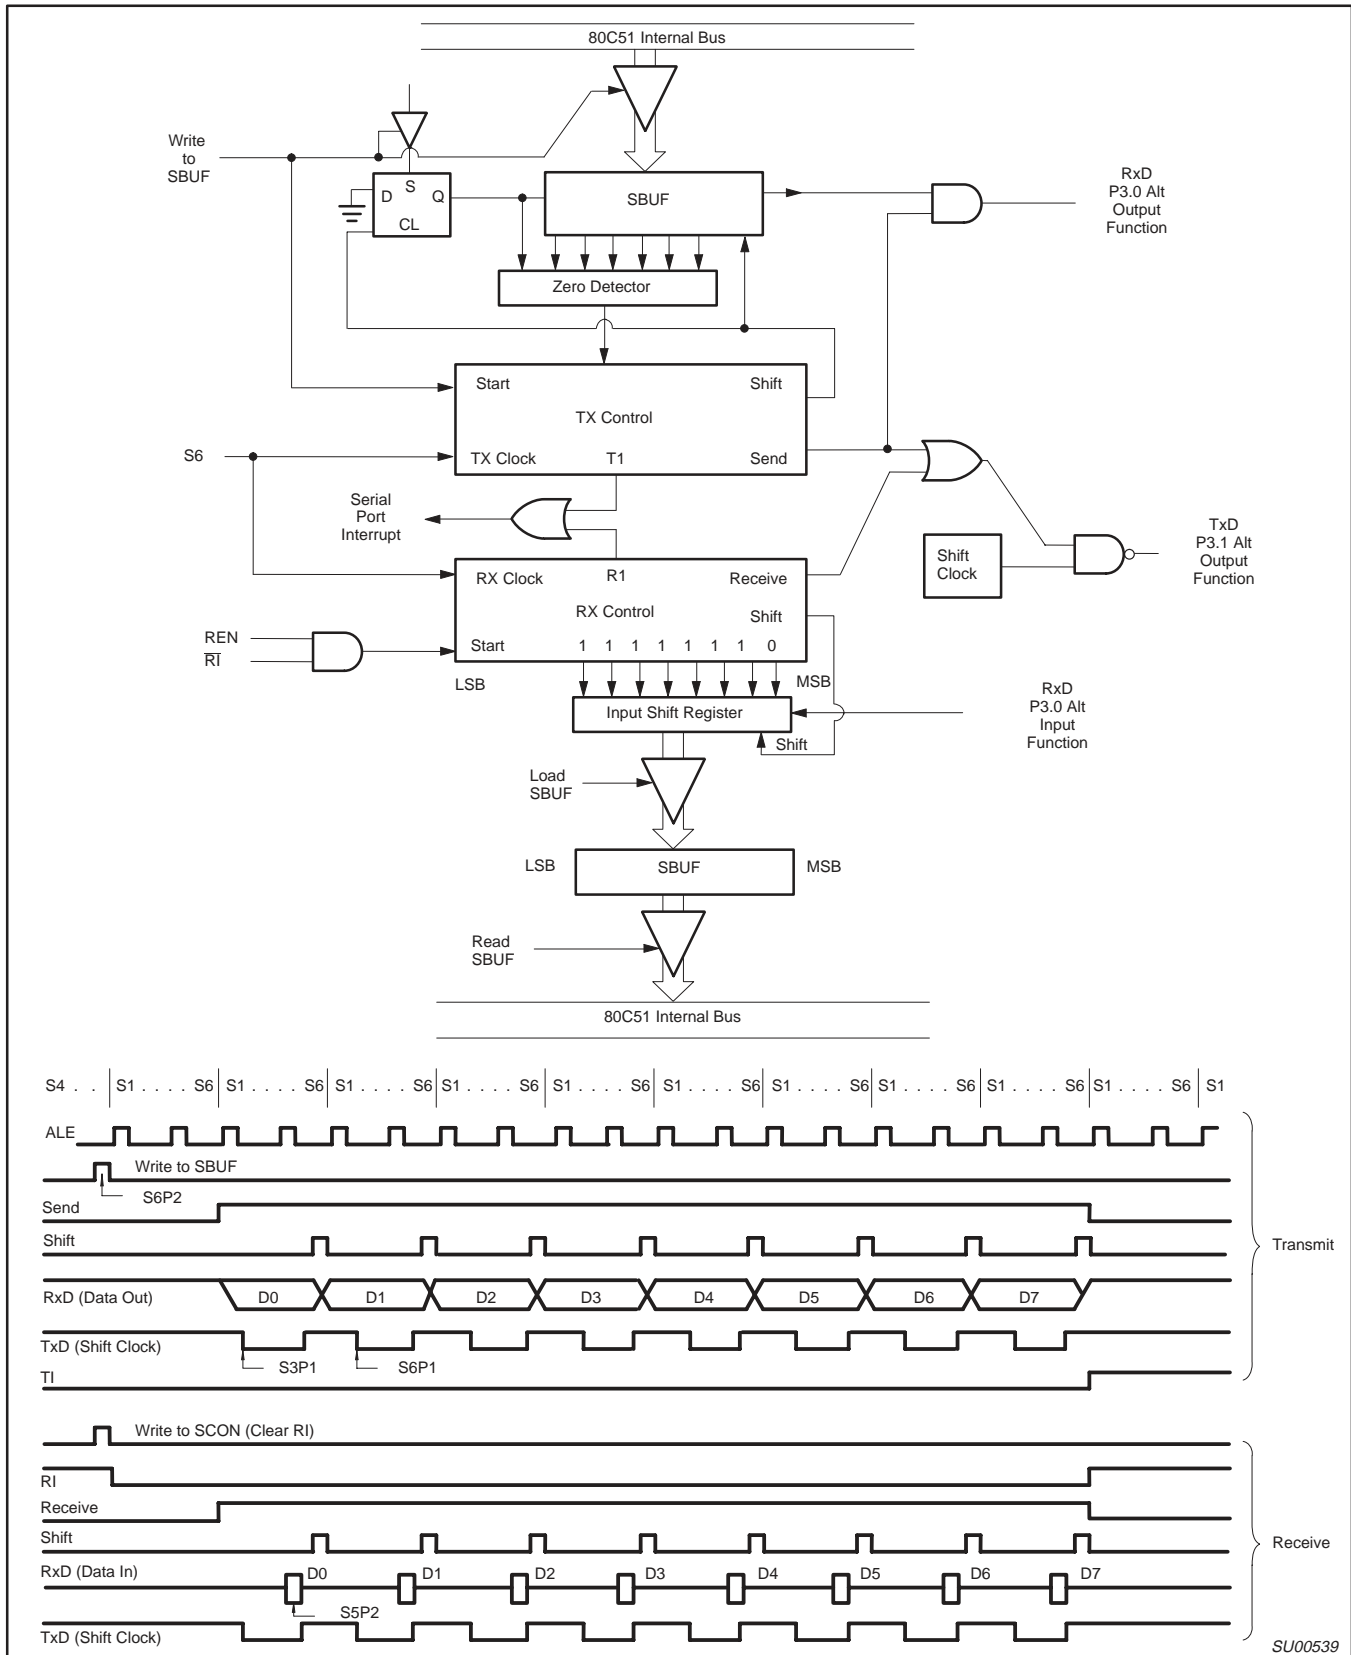 80C51 Internal Bus
Write
to
SBUF
D
S
Q
CL
SBUF
RxD
P3.0 Alt
Output
Function
Zero Detector
Start
Shift
TX Control
S6
TX Clock
T1
Send
Serial
Port
Interrupt
TxD
P3.1 Alt
Output
Function
Shift
Clock
RX Clock
R1
Receive
RX Control
Shift
REN
RI
Start
1 1 1 1 1 1 1 0
LSB
MSB
Input Shift Register
RxD
P3.0 Alt
Input
Function
Shift
Load
SBUF
LSB
SBUF
MSB
Read
SBUF
80C51 Internal Bus
S4 . . S1 . . . . S6 S1 . . . . S6 S1 . . . . S6 S1 . . . . S6 S1 . . . . S6 S1 . . . . S6 S1 . . . . S6 S1 . . . . S6 S1 . . . . S6 S1 . . . . S6 S1
ALE
Write to SBUF
S6P2
Send
Shift
Transmit
RxD (Data Out)
D0 D1 D2 D3 D4 D5 D6 D7
TxD (Shift Clock)
S3P1
S6P1
TI
Write to SCON (Clear RI)
RI
Receive
Shift
Receive
RxD (Data In)
D0 D1 D2 D3 D4 D5 D6 D7
S5P2
TxD (Shift Clock)
SU00539